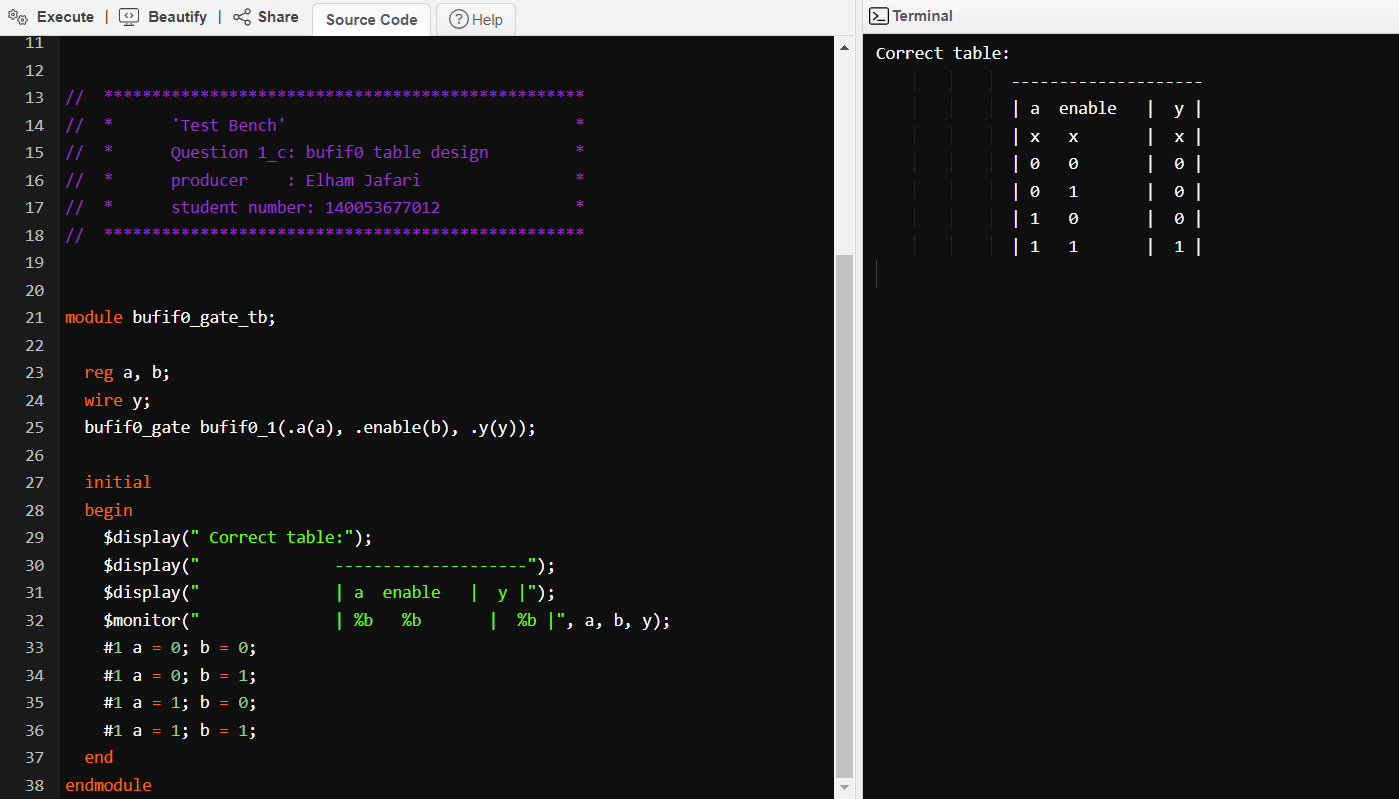 Execute | Beautify | Share Source Code Help
11
12
13 // **************************************************
14 // *      'Test Bench'                              *
15 // *      Question 1_c: bufif0 table design         *
16 // *      producer    : Elham Jafari                *
17 // *      student number: 140053677012              *
18 // **************************************************
19
20
21 module bufif0_gate_tb;
22
23   reg a, b;
24   wire y;
25   bufif0_gate bufif0_1(.a(a), .enable(b), .y(y));
26
27   initial
28   begin
29     $display(" Correct table:");
30     $display("              --------------------");
31     $display("              | a  enable   |  y |");
32     $monitor("              | %b   %b       |  %b |", a, b, y);
33     #1 a = 0; b = 0;
34     #1 a = 0; b = 1;
35     #1 a = 1; b = 0;
36     #1 a = 1; b = 1;
37   end
38 endmodule
Terminal
Correct table:
              --------------------
              | a  enable   |  y |
              | x   x       |  x |
              | 0   0       |  0 |
              | 0   1       |  0 |
              | 1   0       |  0 |
              | 1   1       |  1 |